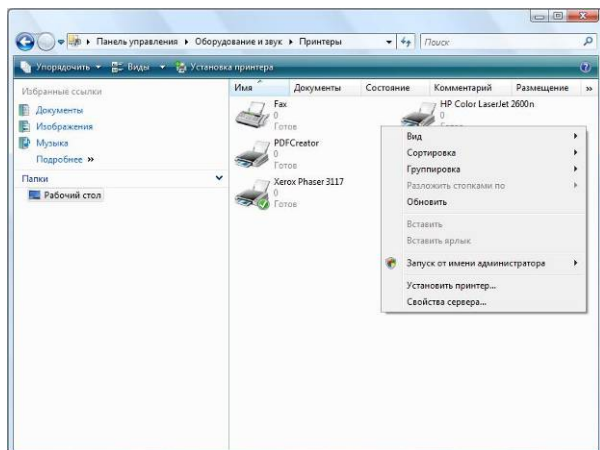 Панель управления ▸ Оборудование и звук ▸ Принтеры
Поиск
Упорядочить Виды Установка принтера
Избранные ссылки
Документы
Изображения
Музыка
Подробнее »
Папки
Рабочий стол
Имя Документы Состояние Комментарий Размещение »
Fax
0
Готов
HP Color LaserJet 2600n
0
Готов
PDFCreator
0
Готов
Xerox Phaser 3117
0
Готов
Вид
Сортировка
Группировка
Разложить стопками по
Обновить
Вставить
Вставить ярлык
Запуск от имени администратора
Установить принтер...
Свойства сервера...